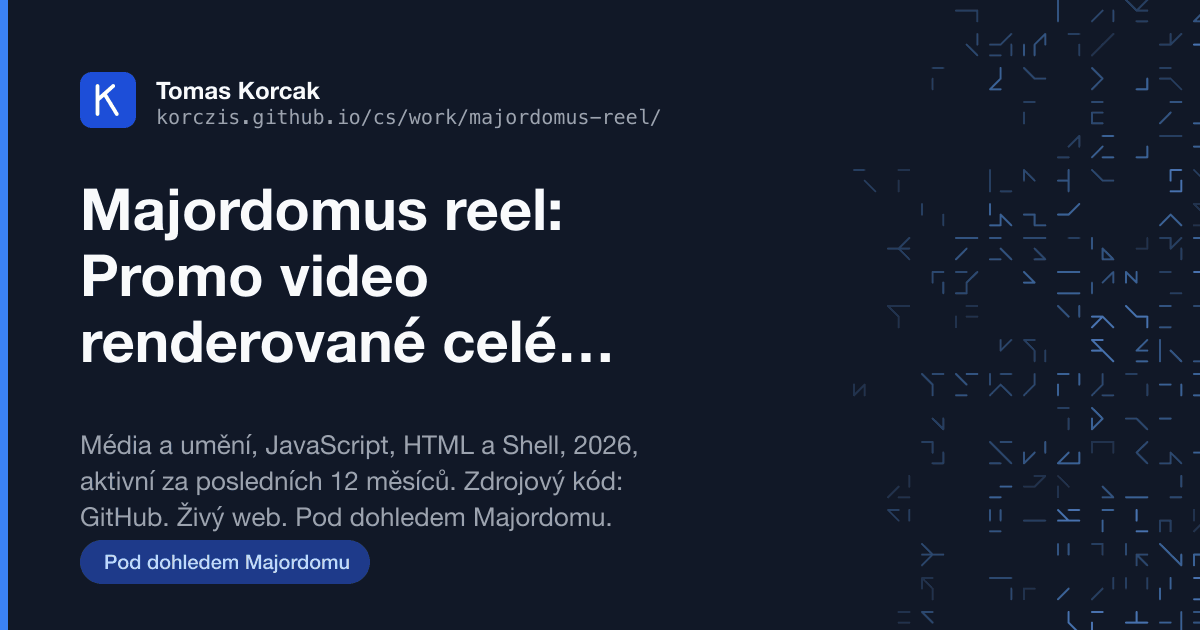 Tomas Korcak
korczis.github.io/cs/work/majordomus-reel/
Majordomus reel:
Promo video
renderované celé…
Média a umění, JavaScript, HTML a Shell, 2026,
aktivní za posledních 12 měsíců. Zdrojový kód:
GitHub. Živý web. Pod dohledem Majordomu.
Pod dohledem Majordomu